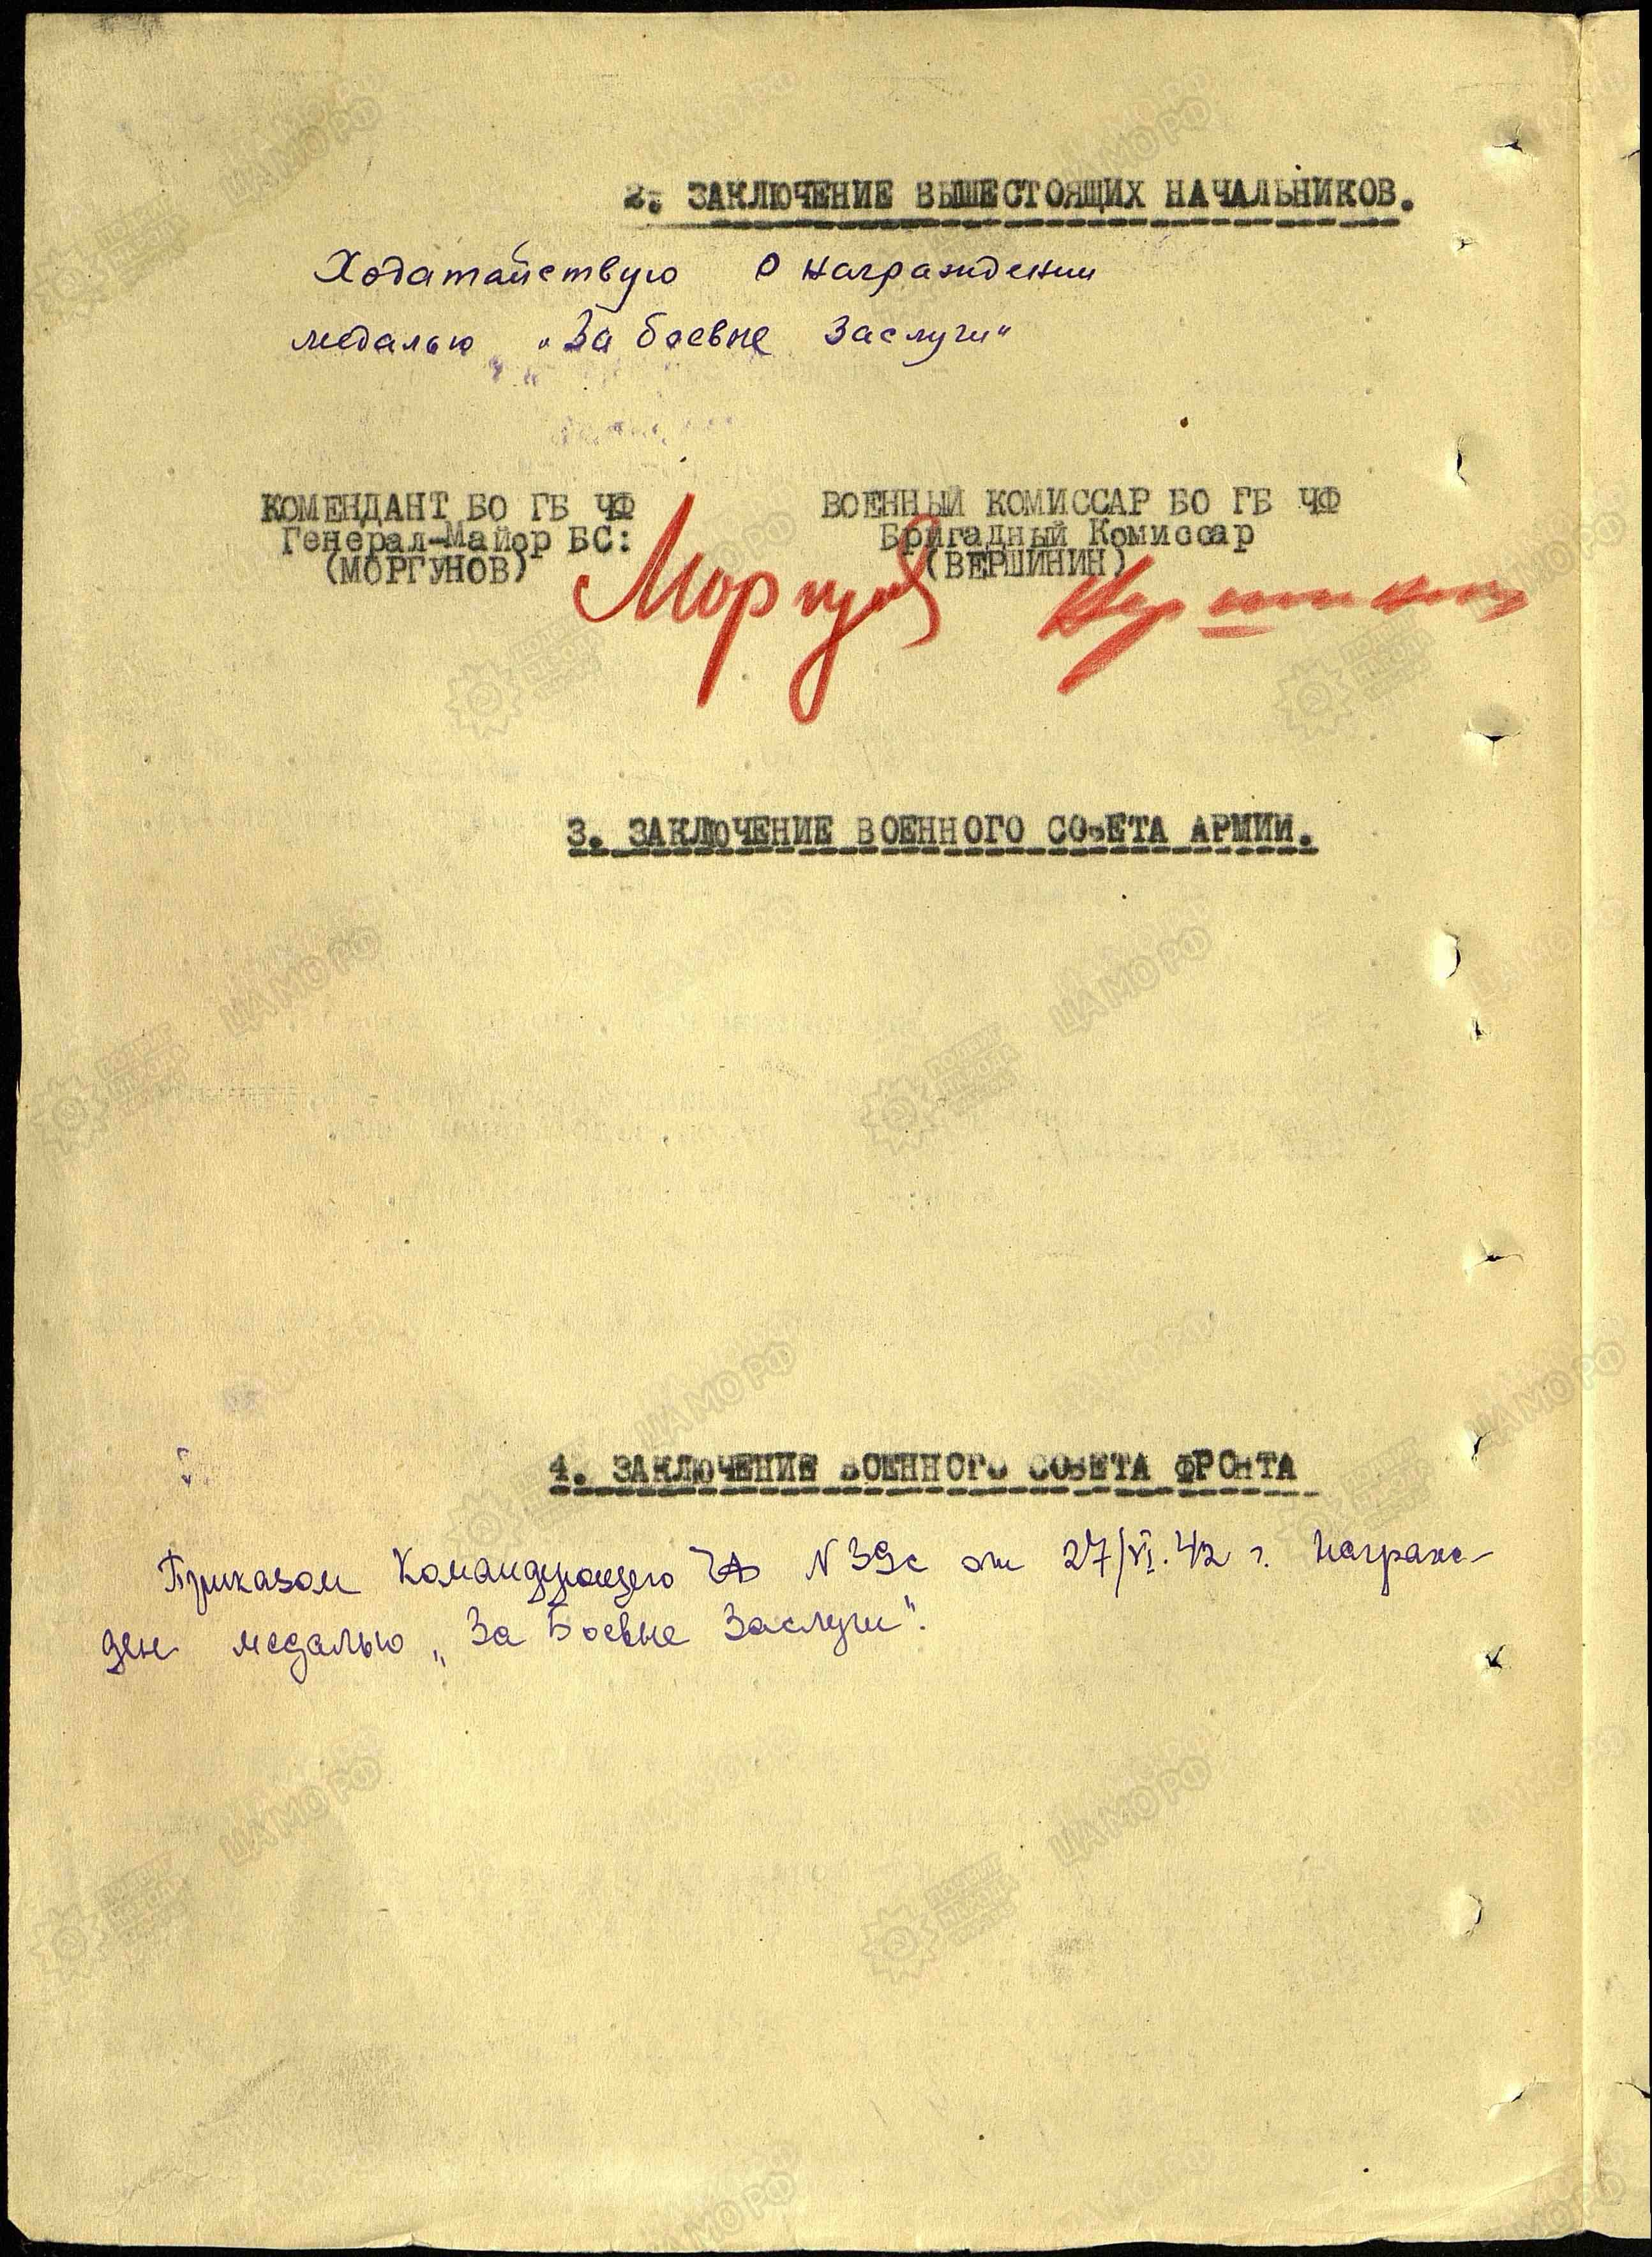 2. ЗАКЛЮЧЕНИЕ ВЫШЕСТОЯЩИХ НАЧАЛЬНИКОВ.
Ходатайствую о награждении
медалью "За боевые Заслуги"
КОМЕНДАНТ БО ГБ ЧФ
Генерал-Майор БС:
(МОРГУНОВ)
Моргунов
ВОЕННЫЙ КОМИССАР БО ГБ ЧФ
Бригадный Комиссар
(ВЕРШИНИН)
Вершинин
3. ЗАКЛЮЧЕНИЕ ВОЕННОГО СОВЕТА АРМИИ.
4. ЗАКЛЮЧЕНИЕ ВОЕННОГО СОВЕТА ФРОНТА
Приказом Командующего ЧФ N 39с от 27/VI.42 г. награж-
ден медалью „За Боевые Заслуги".